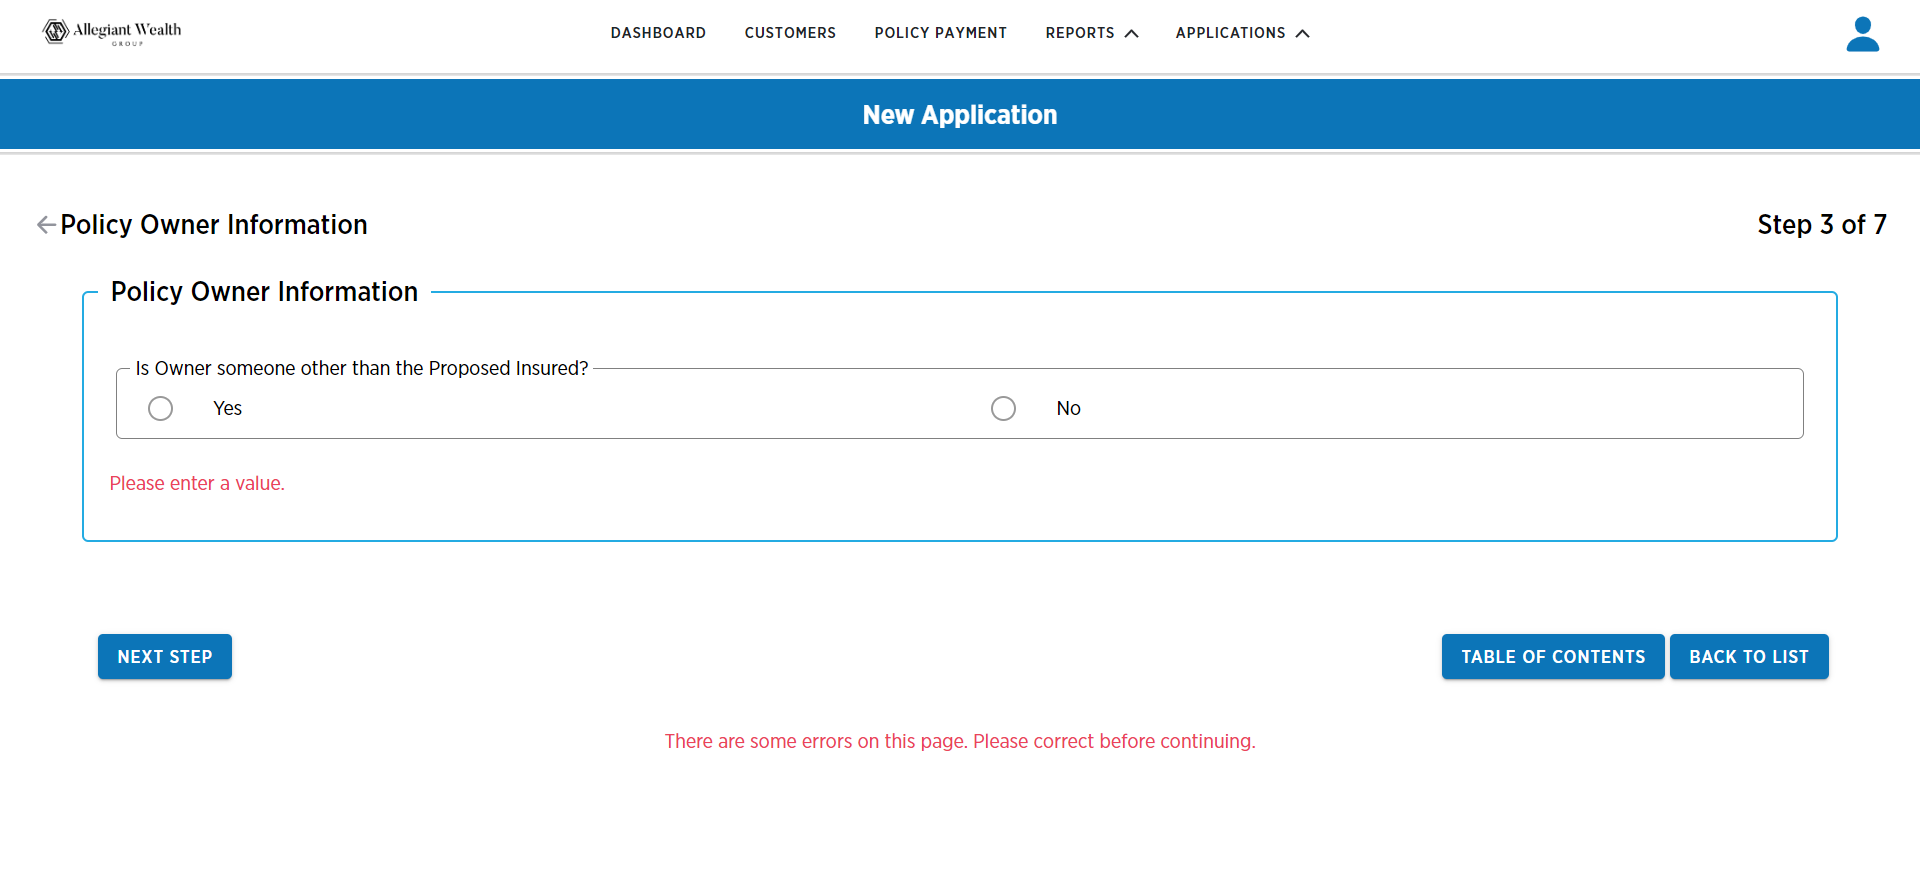 Allegiant Wealth
GROUP
DASHBOARD
CUSTOMERS
POLICY PAYMENT
REPORTS
APPLICATIONS
New Application
Policy Owner Information
Step 3 of 7
Policy Owner Information
Is Owner someone other than the Proposed Insured?
Yes
No
Please enter a value.
NEXT STEP
TABLE OF CONTENTS
BACK TO LIST
There are some errors on this page. Please correct before continuing.